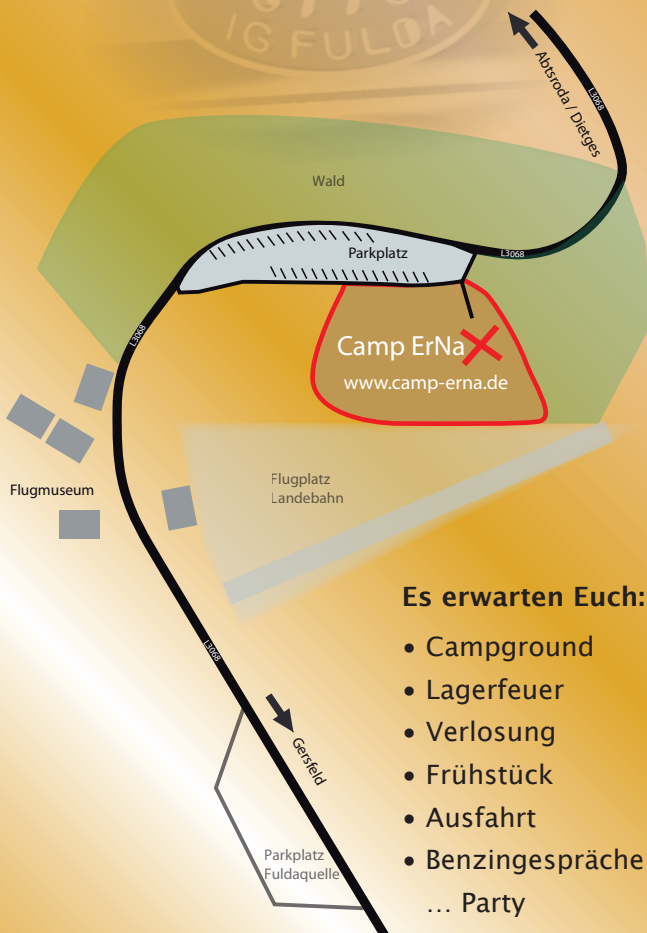 IG FULDA
Abtsroda / Dietges
L3068
Wald
Parkplatz
L3068
L3068
Camp ErNa
www.camp-erna.de
Flugmuseum
Flugplatz
Landebahn
Es erwarten Euch:
• Campground
• Lagerfeuer
• Verlosung
• Frühstück
• Ausfahrt
• Benzingespräche
… Party
L3068
Gersfeld
Parkplatz
Fuldaquelle